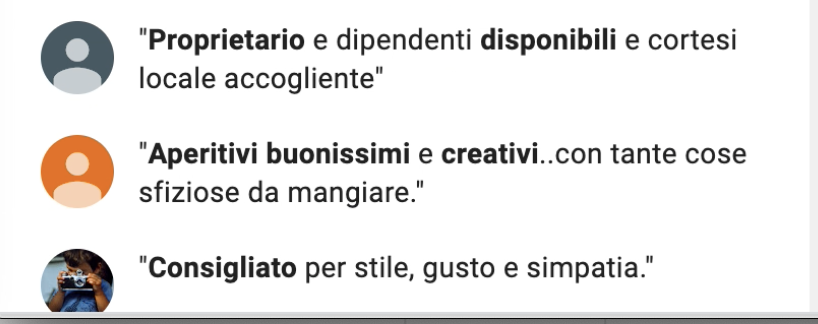 "Proprietario e dipendenti disponibili e cortesi
locale accogliente"
"Aperitivi buonissimi e creativi..con tante cose
sfiziose da mangiare."
"Consigliato per stile, gusto e simpatia."